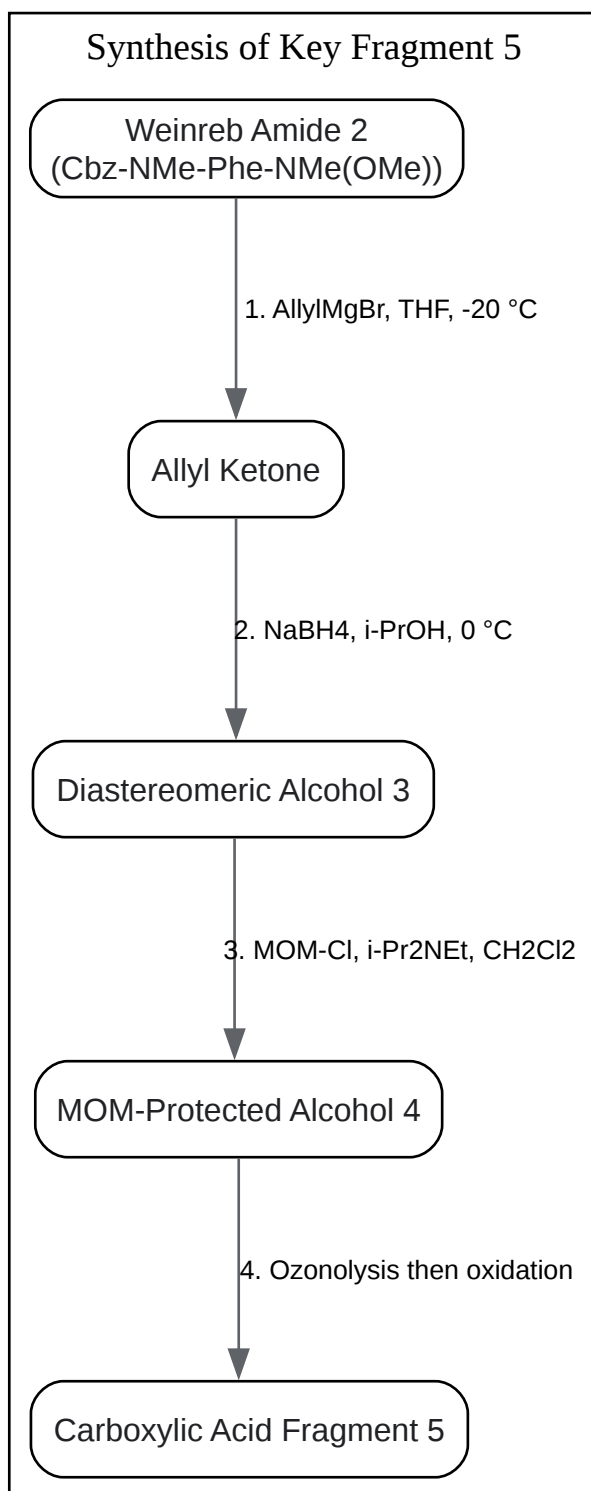 Synthesis of Key Fragment 5
Weinreb Amide 2
(Cbz-NMe-Phe-NMe(OMe))
1. AllylMgBr, THF, -20 °C
Allyl Ketone
2. NaBH4, i-PrOH, 0 °C
Diastereomeric Alcohol 3
3. MOM-Cl, i-Pr2NEt, CH2Cl2
MOM-Protected Alcohol 4
4. Ozonolysis then oxidation
Carboxylic Acid Fragment 5